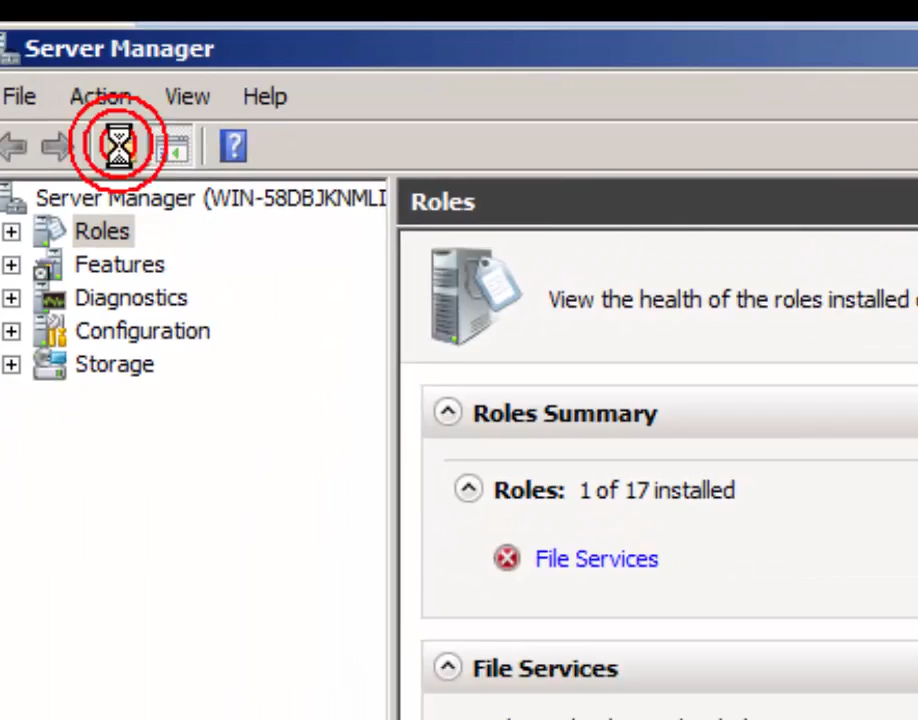 Server Manager
File Action View Help
?
Server Manager (WIN-58DBJKNMLI
Roles
Features
Diagnostics
Configuration
Storage
Roles
View the health of the roles installed
Roles Summary
Roles: 1 of 17 installed
File Services
File Services